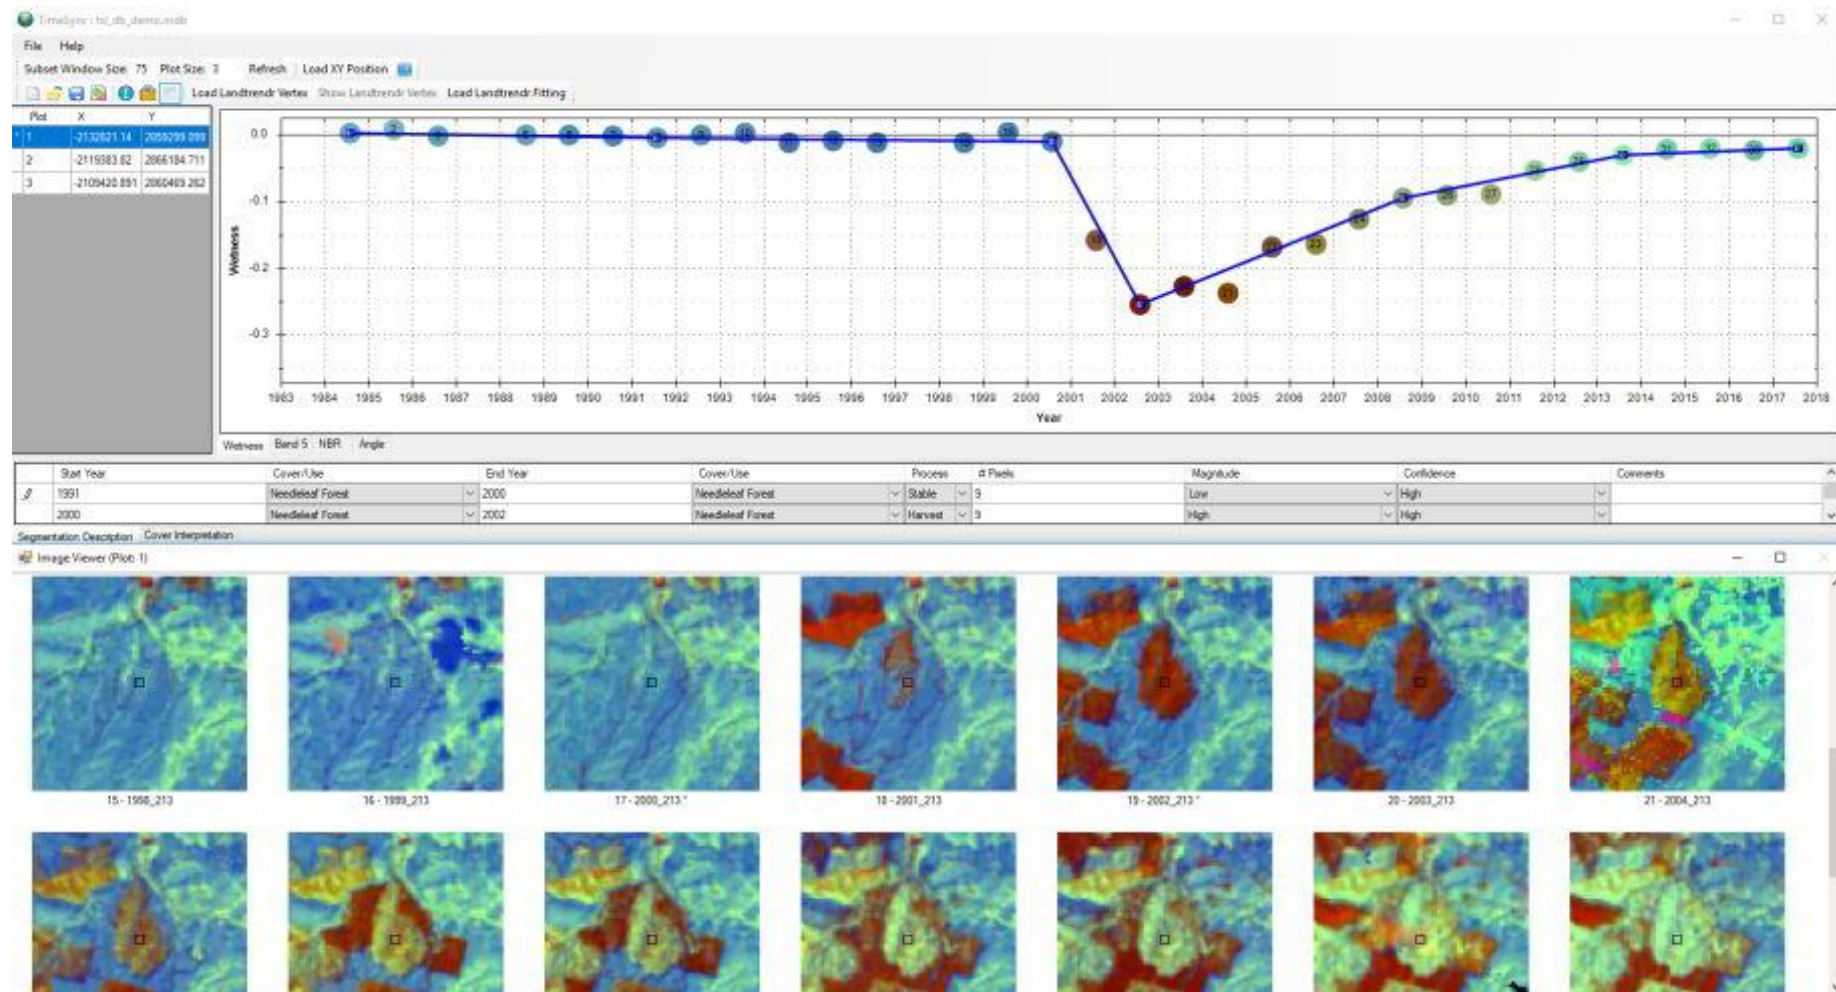 TimeSync : tsl_db_demo.mdb
File Help
Subset Window Size: 75 Plot Size: 3 Refresh Load XY Position
Load Landtrendr Vertex Show Landtrendr Vertex Load Landtrendr Fitting
Plot X Y
1 -2132821.14 2859299.099
2 -2119383.82 2866184.711
3 -2109420.891 2860469.262
0.0
-0.1
-0.2
-0.3
Wetness
1983 1984 1985 1986 1987 1988 1989 1990 1991 1992 1993 1994 1995 1996 1997 1998 1999 2000 2001 2002 2003 2004 2005 2006 2007 2008 2009 2010 2011 2012 2013 2014 2015 2016 2017 2018
Year
Wetness Band 5 NBR Angle
Start Year Cover/Use End Year Cover/Use Process # Pixels Magnitude Confidence Comments
1991 Needleleaf Forest 2000 Needleleaf Forest Stable 9 Low High
2000 Needleleaf Forest 2002 Needleleaf Forest Harvest 9 High High
Segmentation Description Cover Interpretation
Image Viewer (Plot: 1)
15 - 1998_213 16 - 1999_213 17 - 2000_213 * 18 - 2001_213 19 - 2002_213 * 20 - 2003_213 21 - 2004_213